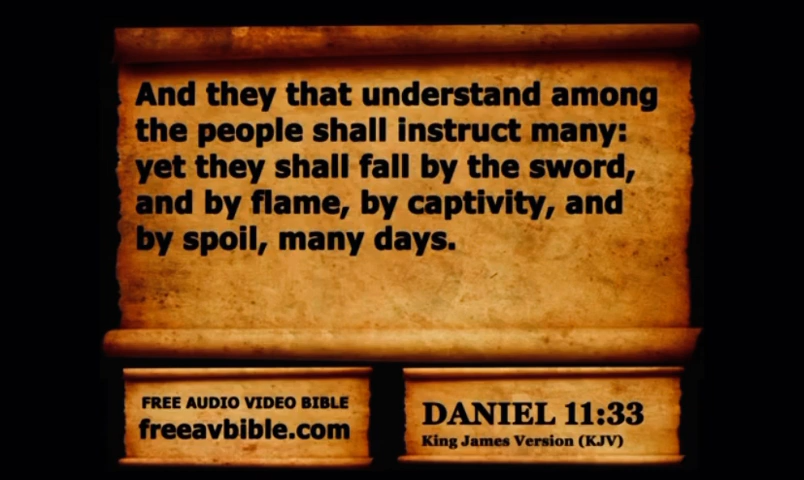 And they that understand among
the people shall instruct many:
yet they shall fall by the sword,
and by flame, by captivity, and
by spoil, many days.
FREE AUDIO VIDEO BIBLE
freeavbible.com
DANIEL 11:33
King James Version (KJV)